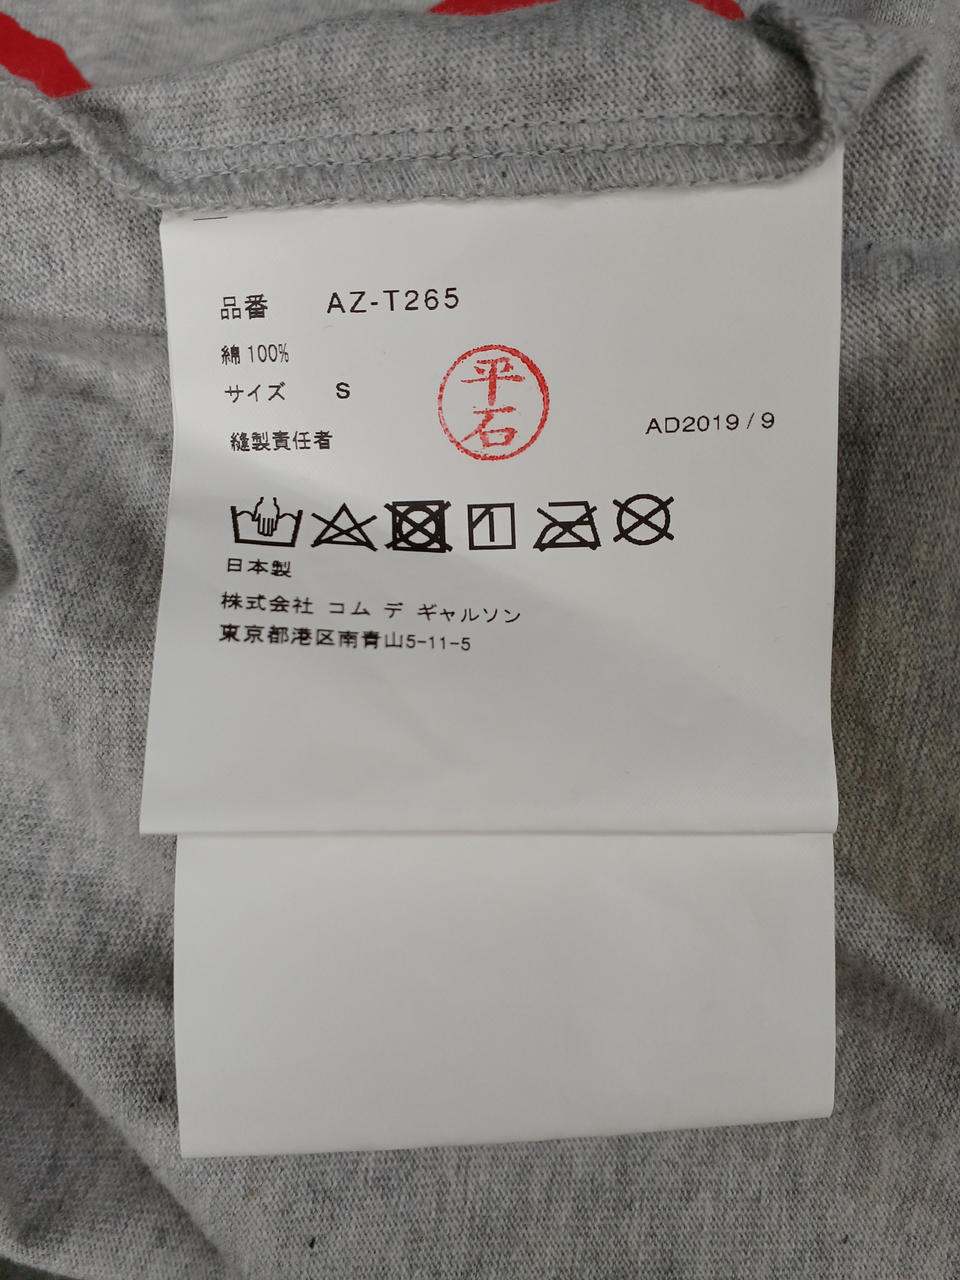 品番 AZ-T265
綿 100%
サイズ S
平石
AD2019 / 9
縫製責任者
日本製
株式会社 コム デ ギャルソン
東京都港区南青山5-11-5